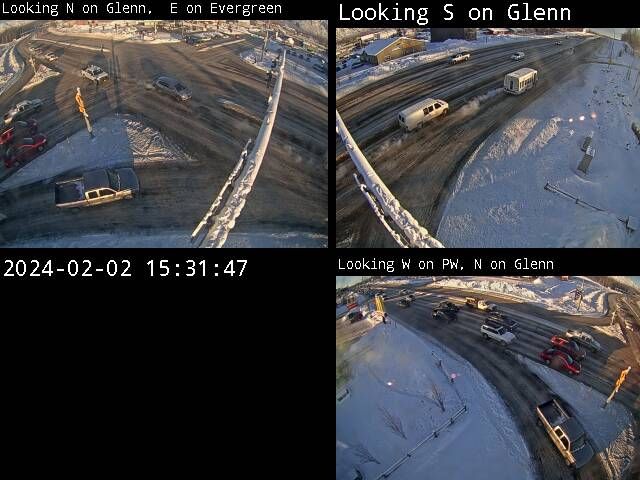 Looking N on Glenn, E on Evergreen
Looking S on Glenn
2024-02-02 15:31:47
Looking W on PW, N on Glenn